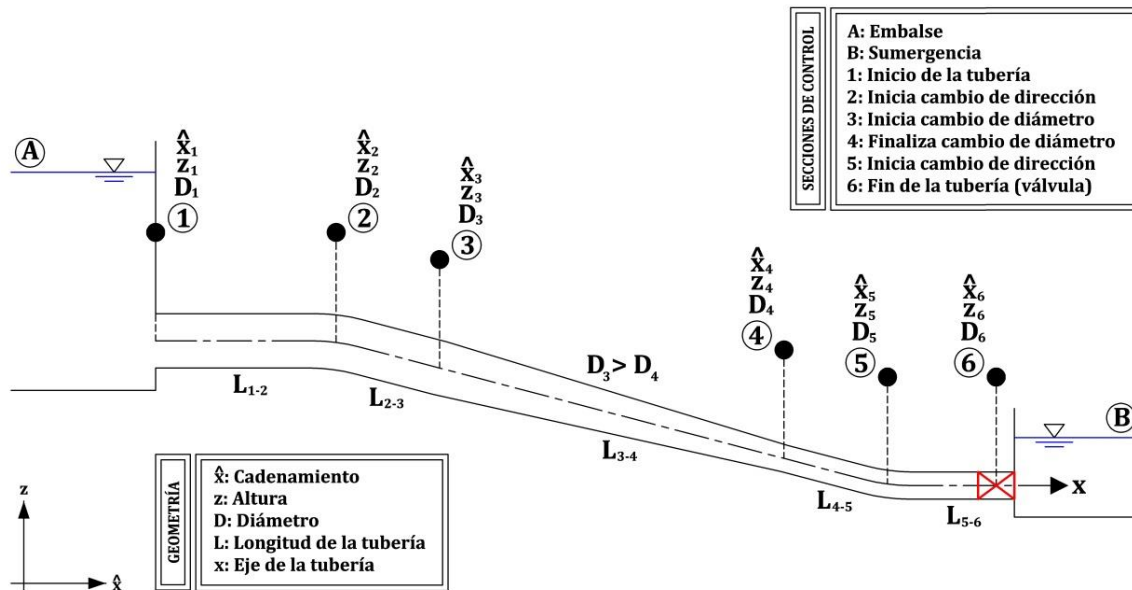 A
x̂₁
z₁
D₁
1
x̂₂
z₂
D₂
2
x̂₃
z₃
D₃
3
SECCIONES DE CONTROL
A: Embalse
B: Sumergencia
1: Inicio de la tubería
2: Inicia cambio de dirección
3: Inicia cambio de diámetro
4: Finaliza cambio de diámetro
5: Inicia cambio de dirección
6: Fin de la tubería (válvula)
x̂₄
z₄
D₄
4
x̂₅
z₅
D₅
5
x̂₆
z₆
D₆
6
D₃> D₄
L₁₋₂
L₂₋₃
L₃₋₄
L₄₋₅
L₅₋₆
B
x
GEOMETRÍA
x̂: Cadenamiento
z: Altura
D: Diámetro
L: Longitud de la tubería
x: Eje de la tubería
z
x̂